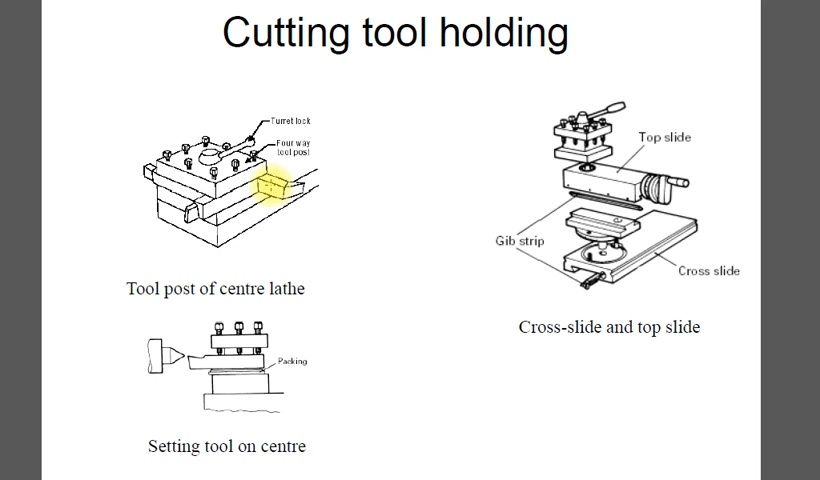 Cutting tool holding
Turret lock
Four way
tool post
Tool post of centre lathe
Packing
Setting tool on centre
Top slide
Gib strip
Cross slide
Cross-slide and top slide